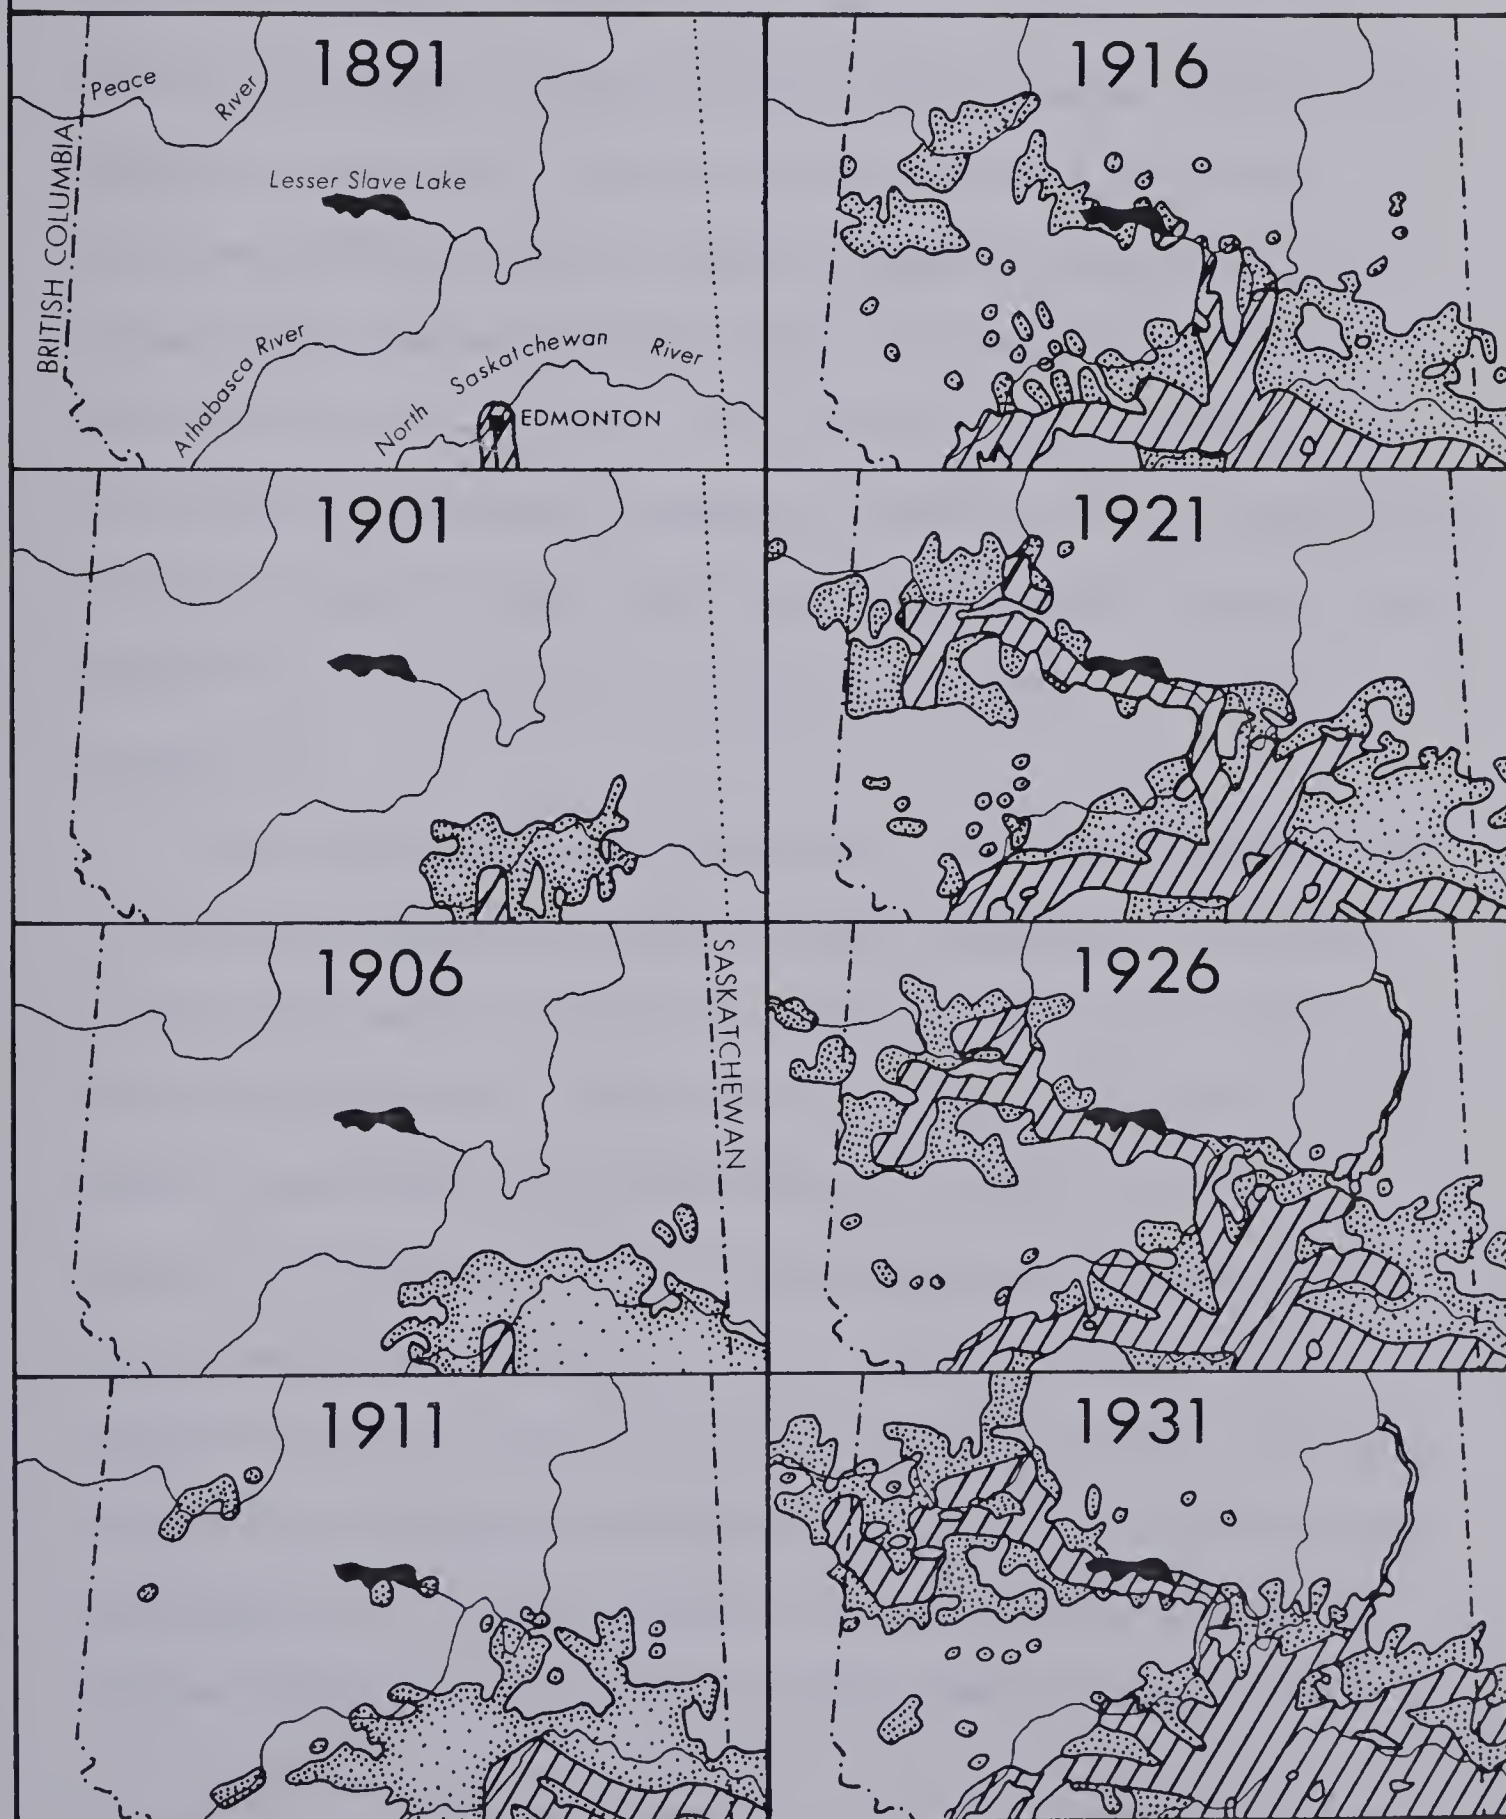 1891
Peace River
BRITISH COLUMBIA
Lesser Slave Lake
Athabasca River
North Saskatchewan River
EDMONTON
1901
1906
SASKATCHEWAN
1911
1916
1921
1926
1931